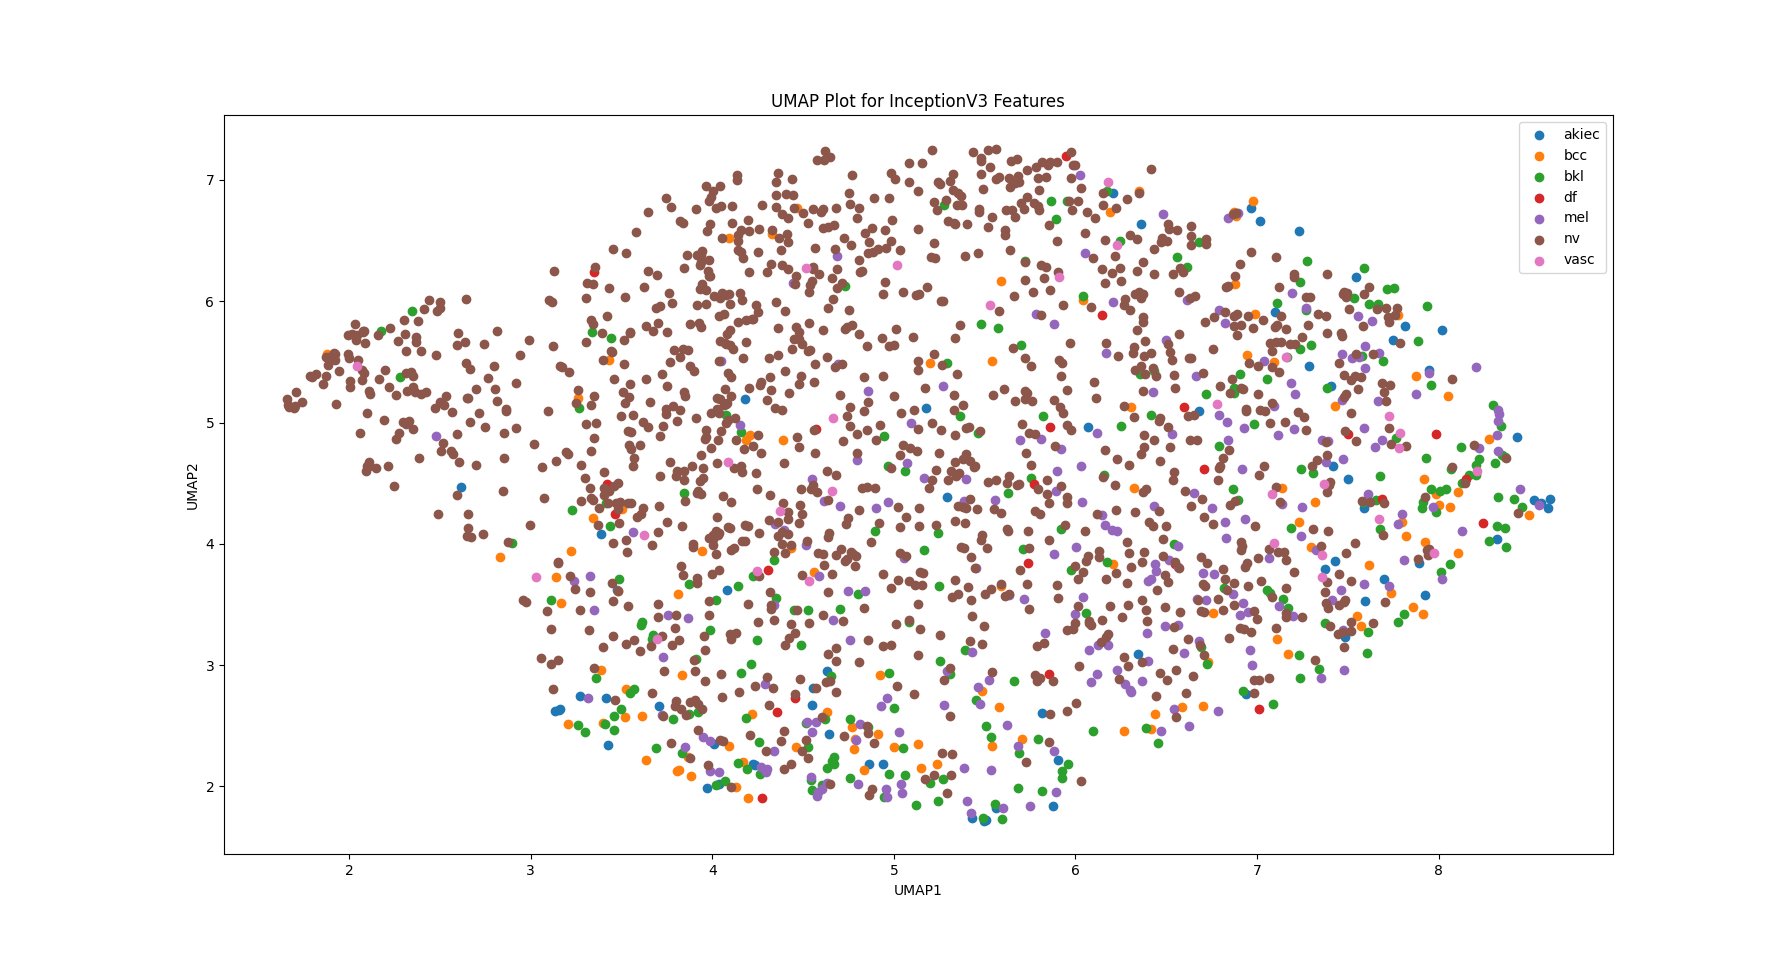 UMAP Plot for InceptionV3 Features
akiec
bcc
bkl
df
mel
nv
vasc
7
6
5
4
3
2
UMAP2
2 3 4 5 6 7 8
UMAP1